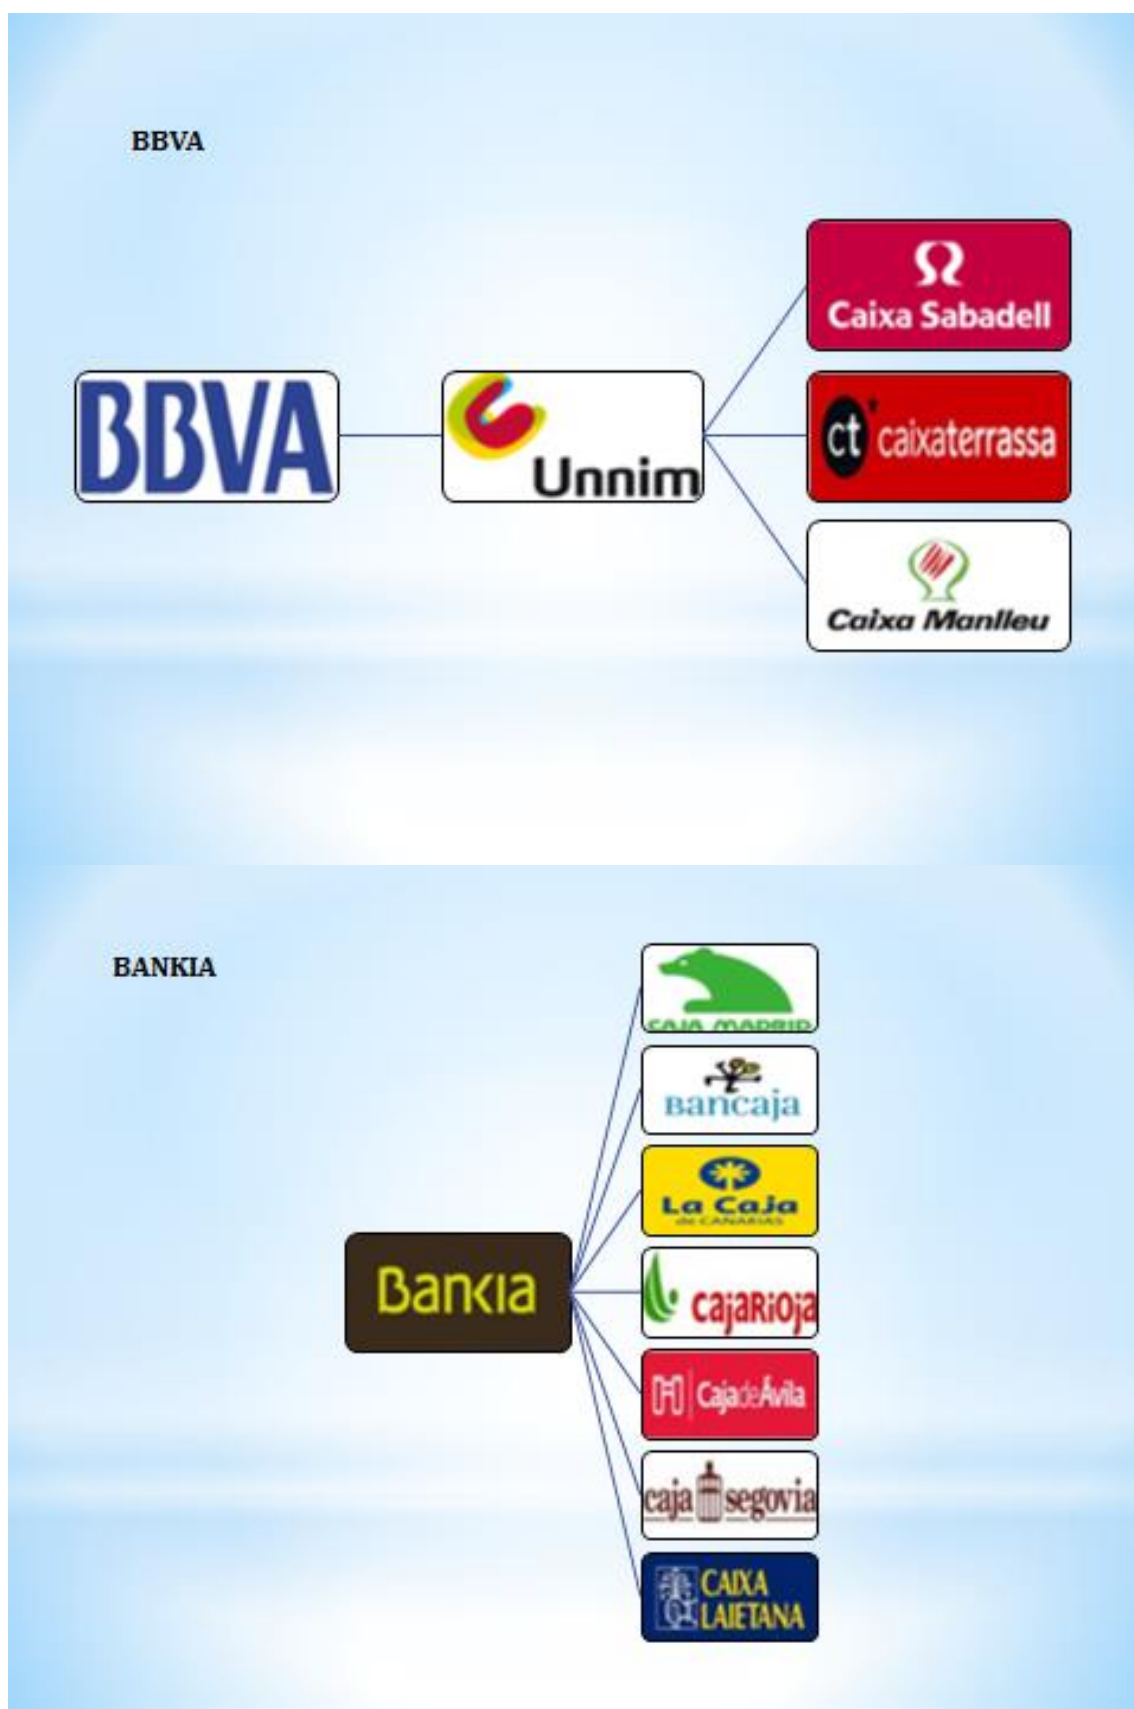 BBVA
BBVA
Unnim
Caixa Sabadell
ct caixaterrassa
Caixa Manlleu
BANKIA
CAJA MADRID
Bancaja
La Caja
de CANARIAS
Bankia
cajaRioja
CajadeÁvila
caja segovia
CAIXA
LAIETANA